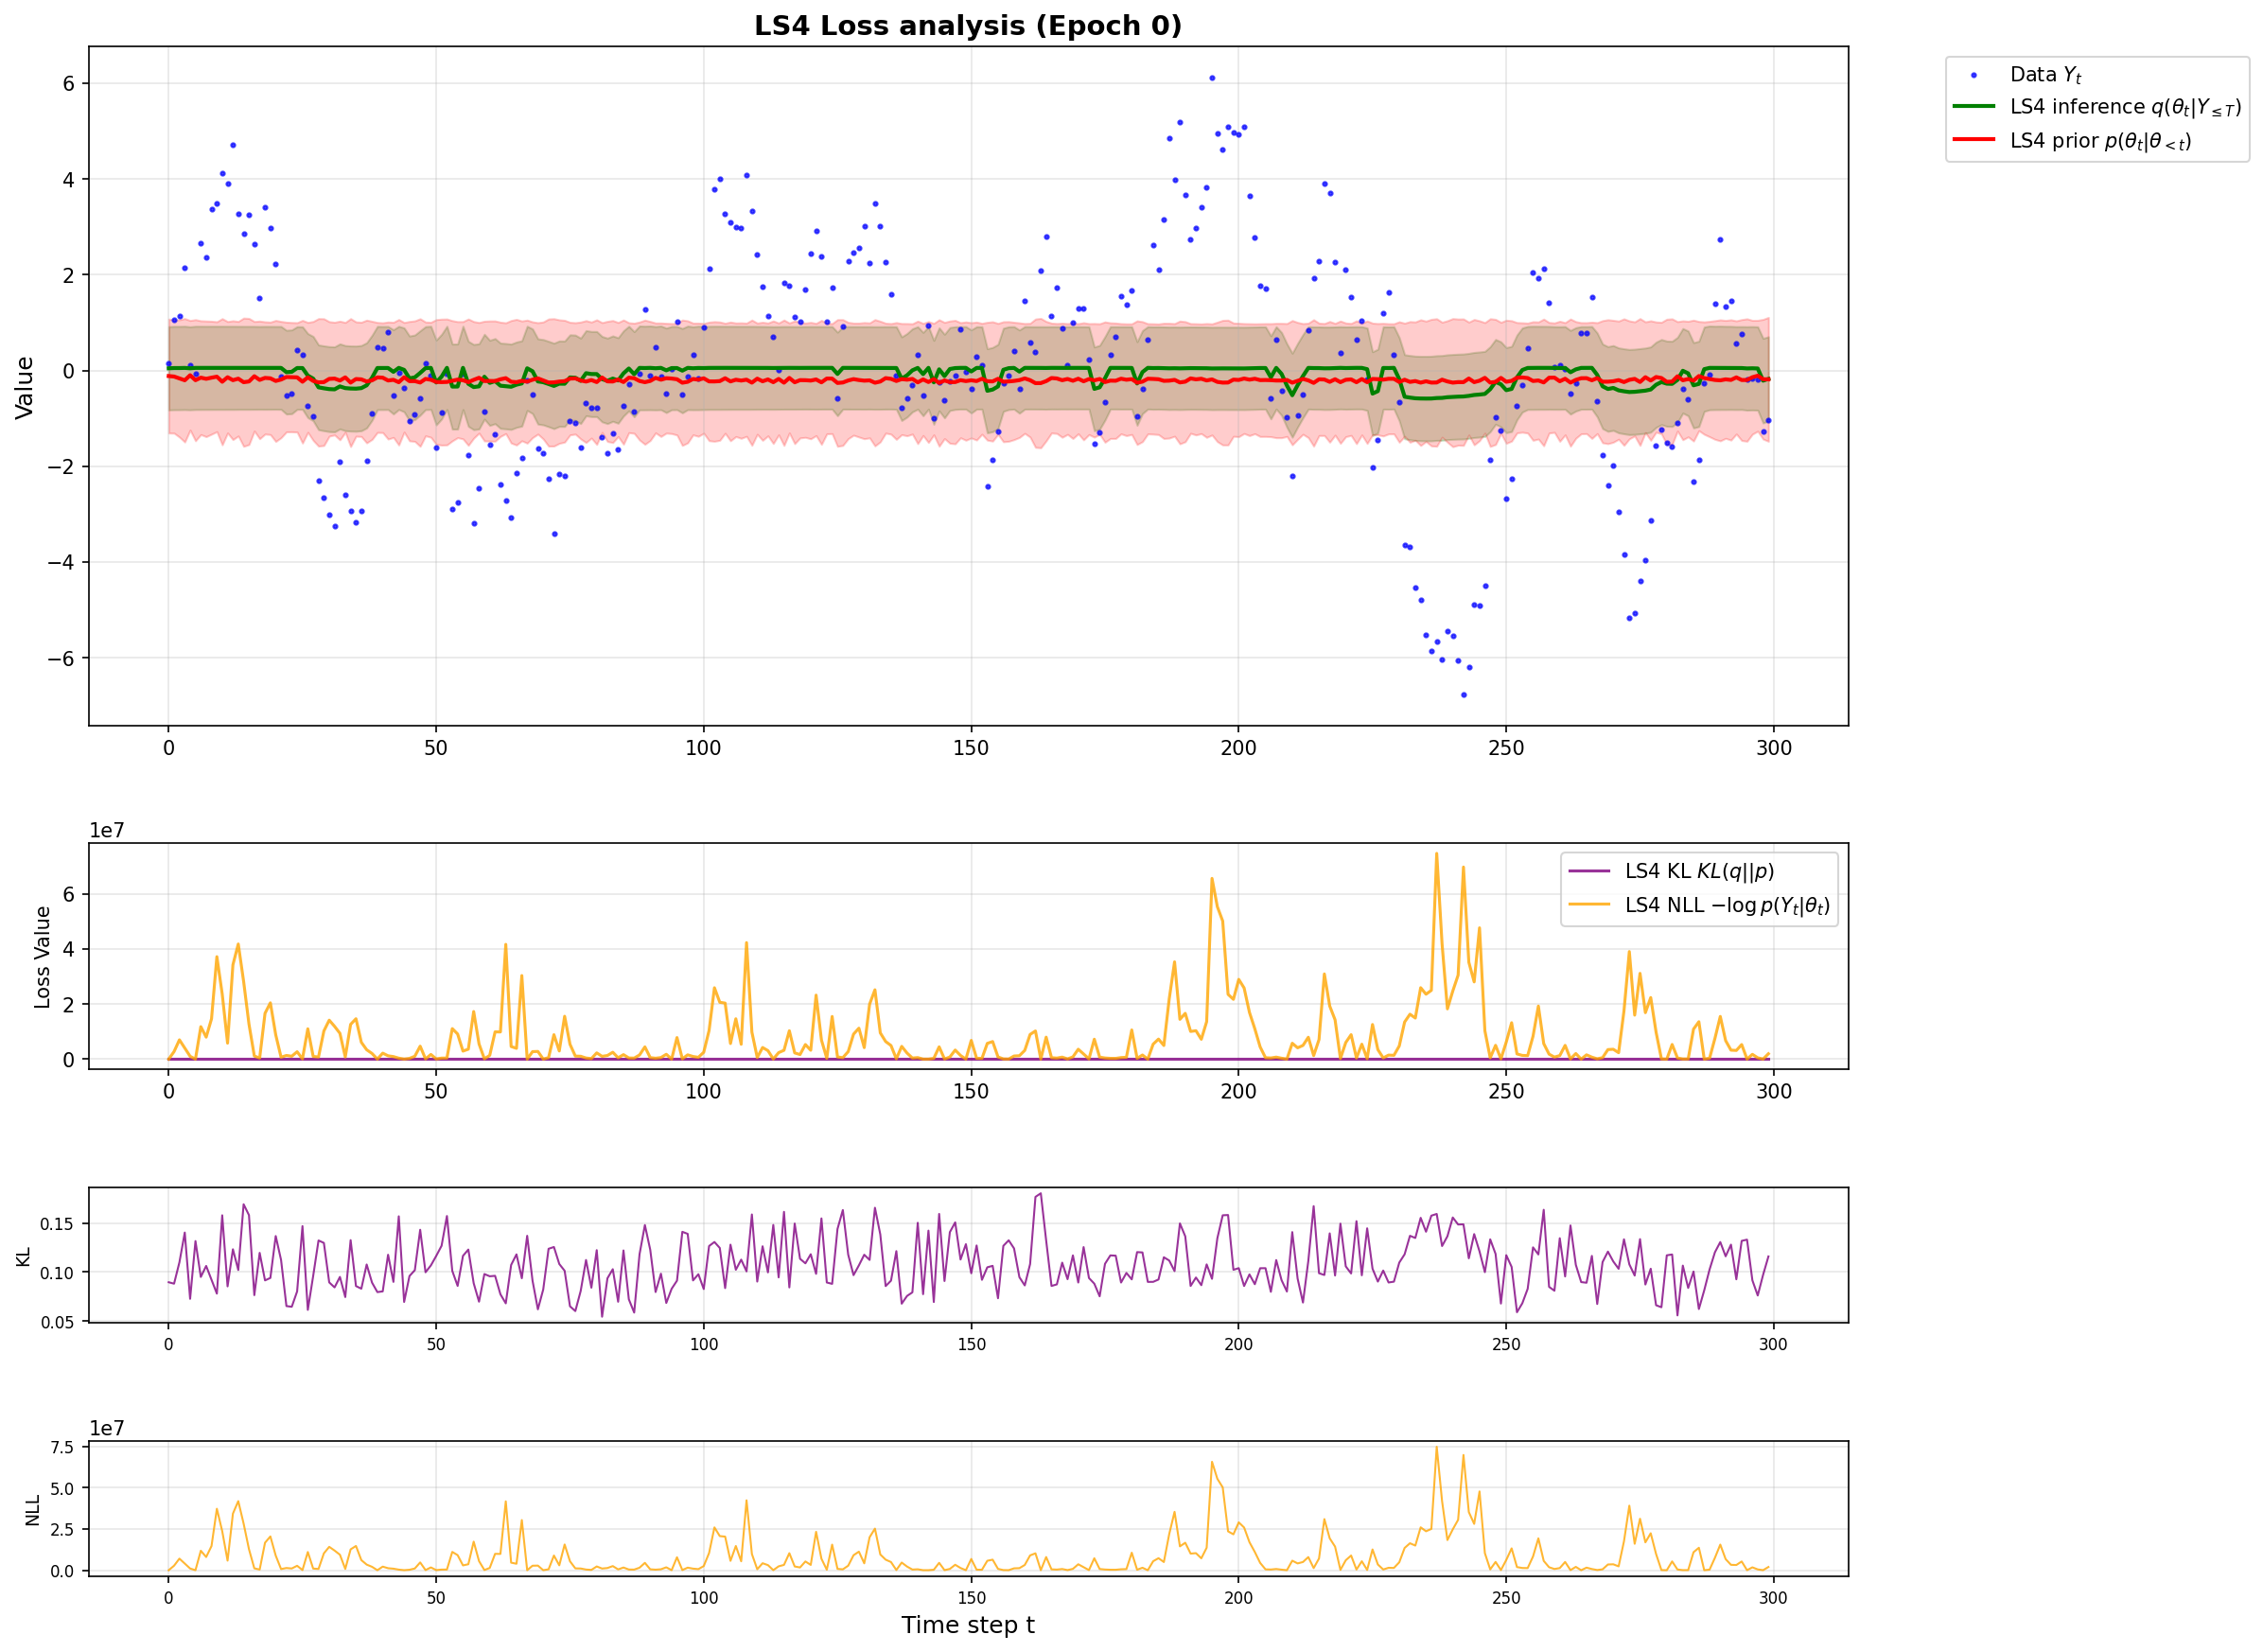 LS4 Loss analysis (Epoch 0)
Value
6
4
2
0
−2
−4
−6
0 50 100 150 200 250 300
Data Y_t
LS4 inference q(θ_t|Y_{≤T})
LS4 prior p(θ_t|θ_{<t})
1e7
Loss Value
6
4
2
0
0 50 100 150 200 250 300
LS4 KL KL(q||p)
LS4 NLL −log p(Y_t|θ_t)
KL
0.15
0.10
0.05
0 50 100 150 200 250 300
1e7
NLL
7.5
5.0
2.5
0.0
0 50 100 150 200 250 300
Time step t